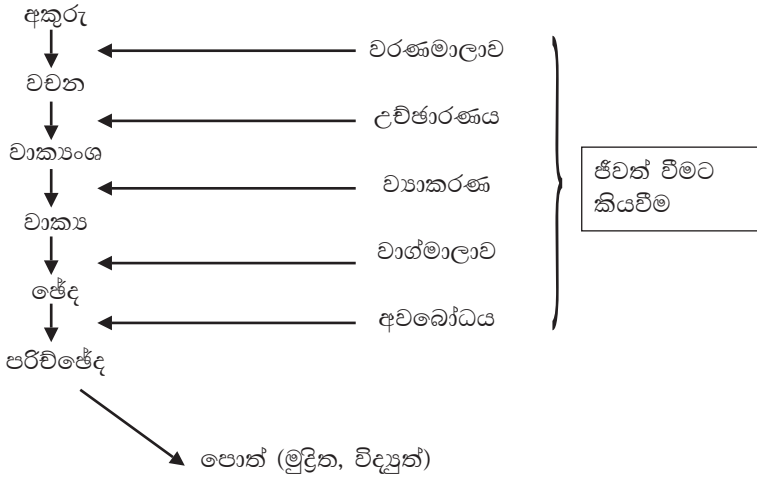 අකුරු
වරණමාලාව
වචන
උච්ඡාරණය
වාක්‍යංශ
ව්‍යාකරණ
වාක්‍ය
වාග්මාලාව
ඡේද
අවබෝධය
පරිච්ඡේද
ජීවත් වීමට
කියවීම
පොත් (මුද්‍රිත, විද්‍යුත්)